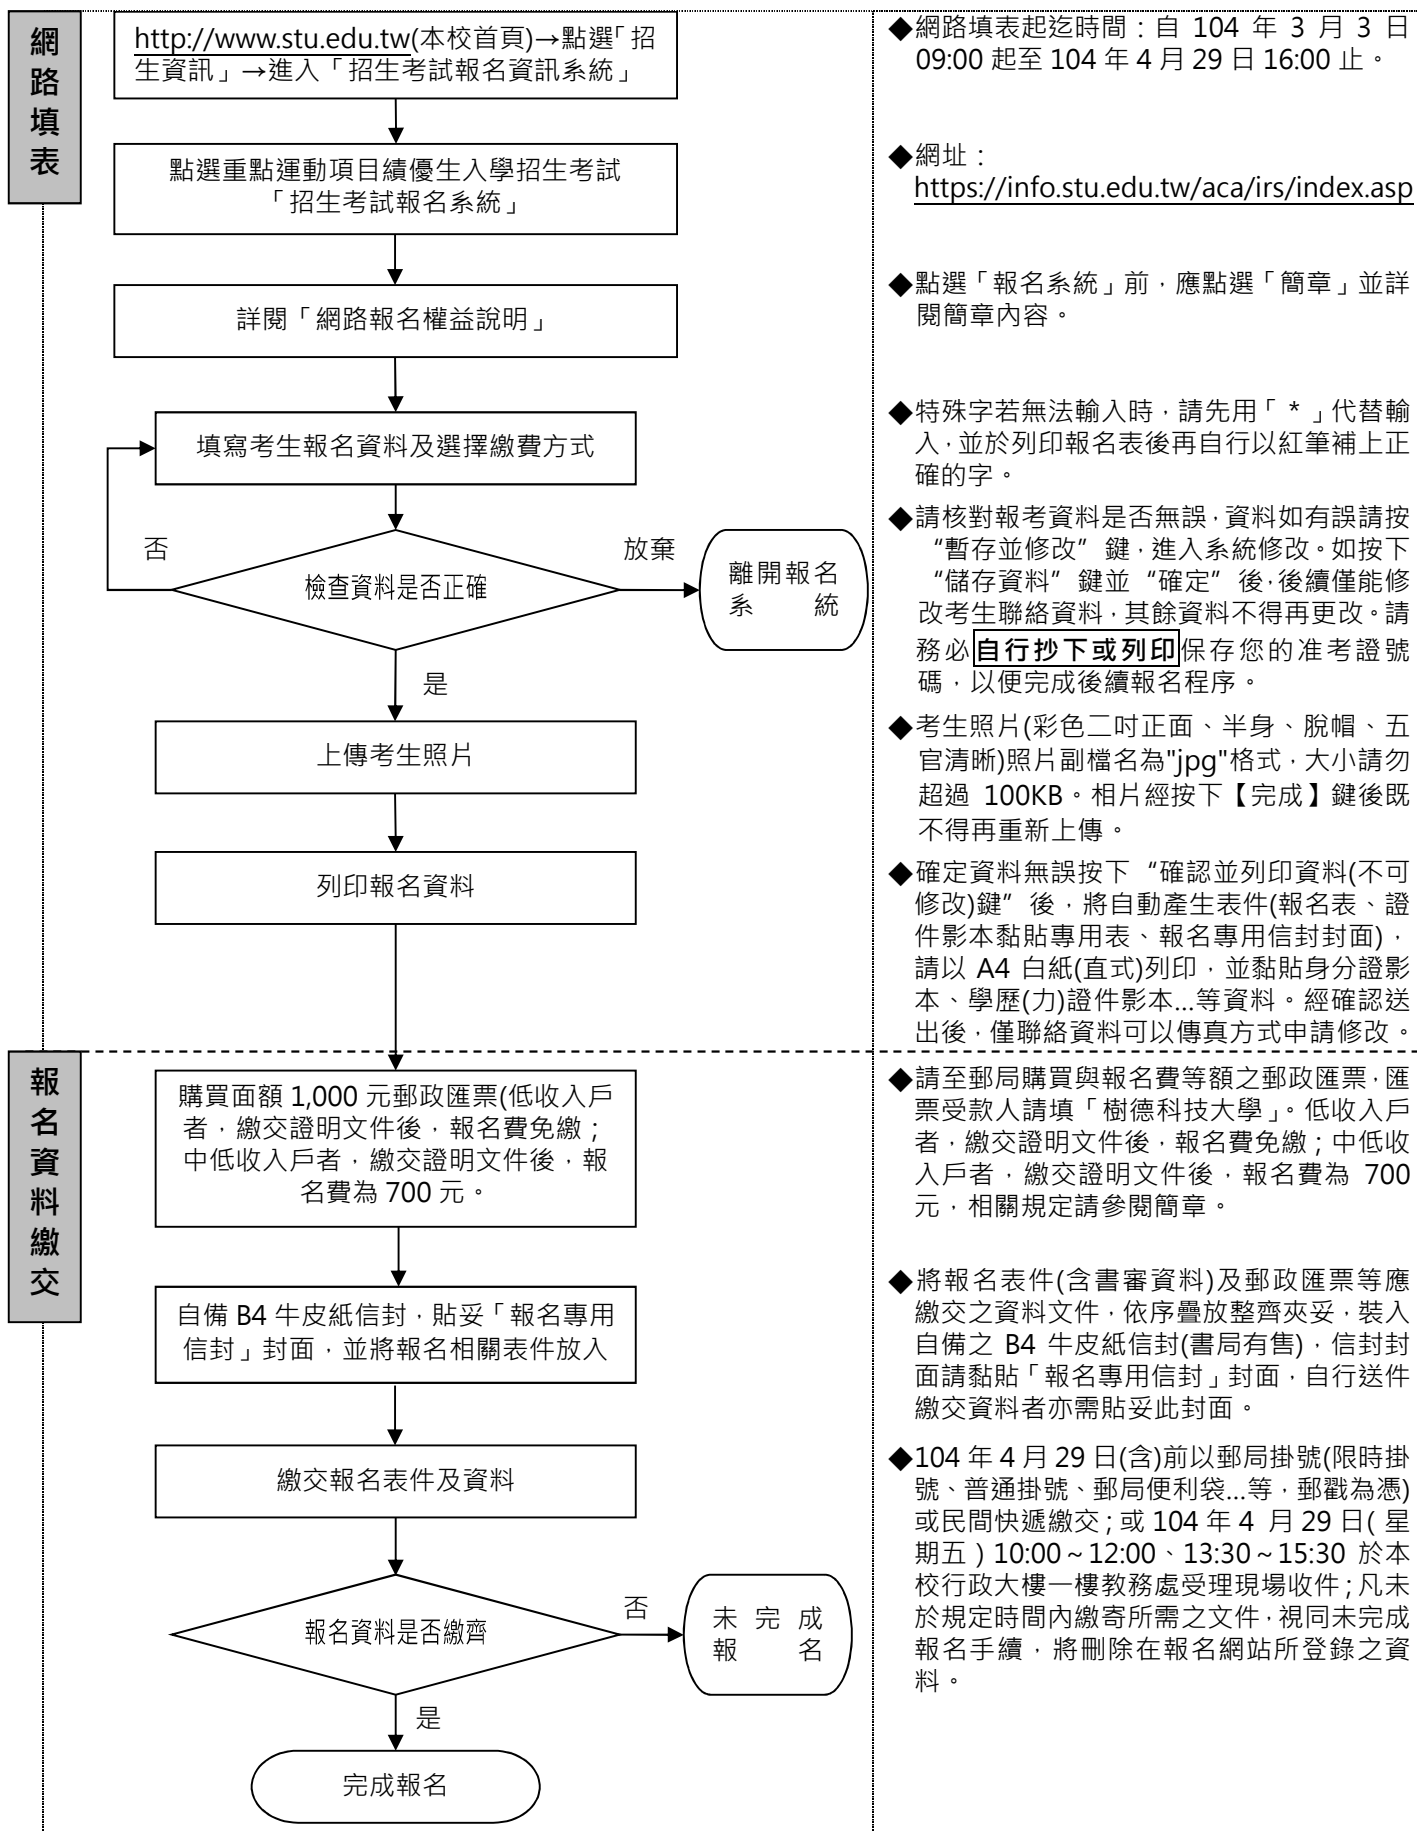 網路填表
http://www.stu.edu.tw(本校首頁)→點選「招
生資訊」→進入「招生考試報名資訊系統」
點選重點運動項目績優生入學招生考試
「招生考試報名系統」
詳閱「網路報名權益說明」
填寫考生報名資料及選擇繳費方式
否
檢查資料是否正確
放棄
離開報名
系統
是
上傳考生照片
列印報名資料
◆網路填表起迄時間：自 104 年 3 月 3 日
09:00 起至 104 年 4 月 29 日 16:00 止。
◆網址：
https://info.stu.edu.tw/aca/irs/index.asp
◆點選「報名系統」前，應點選「簡章」並詳
閱簡章內容。
◆特殊字若無法輸入時，請先用「 * 」代替輸
入，並於列印報名表後再自行以紅筆補上正
確的字。
◆請核對報考資料是否無誤，資料如有誤請按
“暫存並修改”鍵，進入系統修改。如按下
“儲存資料”鍵並“確定”後，後續僅能修
改考生聯絡資料，其餘資料不得再更改。請
務必自行抄下或列印保存您的准考證號
碼，以便完成後續報名程序。
◆考生照片(彩色二吋正面、半身、脫帽、五
官清晰)照片副檔名為"jpg"格式，大小請勿
超過 100KB。相片經按下【完成】鍵後既
不得再重新上傳。
◆確定資料無誤按下“確認並列印資料(不可
修改)鍵”後，將自動產生表件(報名表、證
件影本黏貼專用表、報名專用信封封面)，
請以 A4 白紙(直式)列印，並黏貼身分證影
本、學歷(力)證件影本...等資料。經確認送
出後，僅聯絡資料可以傳真方式申請修改。
報名資料繳交
購買面額 1,000 元郵政匯票(低收入戶
者，繳交證明文件後，報名費免繳；
中低收入戶者，繳交證明文件後，報
名費為 700 元。
自備 B4 牛皮紙信封，貼妥「報名專用
信封」封面，並將報名相關表件放入
繳交報名表件及資料
報名資料是否繳齊
否
未完成
報名
是
完成報名
◆請至郵局購買與報名費等額之郵政匯票，匯
票受款人請填「樹德科技大學」。低收入戶
者，繳交證明文件後，報名費免繳；中低收
入戶者，繳交證明文件後，報名費為 700
元，相關規定請參閱簡章。
◆將報名表件(含書審資料)及郵政匯票等應
繳交之資料文件，依序疊放整齊夾妥，裝入
自備之 B4 牛皮紙信封(書局有售)，信封封
面請黏貼「報名專用信封」封面，自行送件
繳交資料者亦需貼妥此封面。
◆104 年 4 月 29 日(含)前以郵局掛號(限時掛
號、普通掛號、郵局便利袋...等，郵戳為憑)
或民間快遞繳交；或 104 年 4 月 29 日( 星
期五 ) 10:00～12:00、13:30～15:30 於本
校行政大樓一樓教務處受理現場收件；凡未
於規定時間內繳寄所需之文件，視同未完成
報名手續，將刪除在報名網站所登錄之資
料。